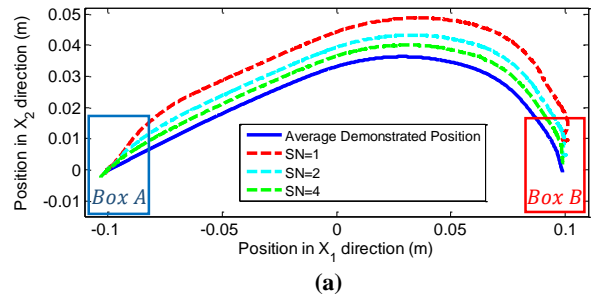 Position in X2 direction (m)
0.05
0.04
0.03
0.02
0.01
0
-0.01
Average Demonstrated Position
SN=1
SN=2
SN=4
Box A
Box B
-0.1
-0.05
0
0.05
0.1
Position in X1 direction (m)
(a)